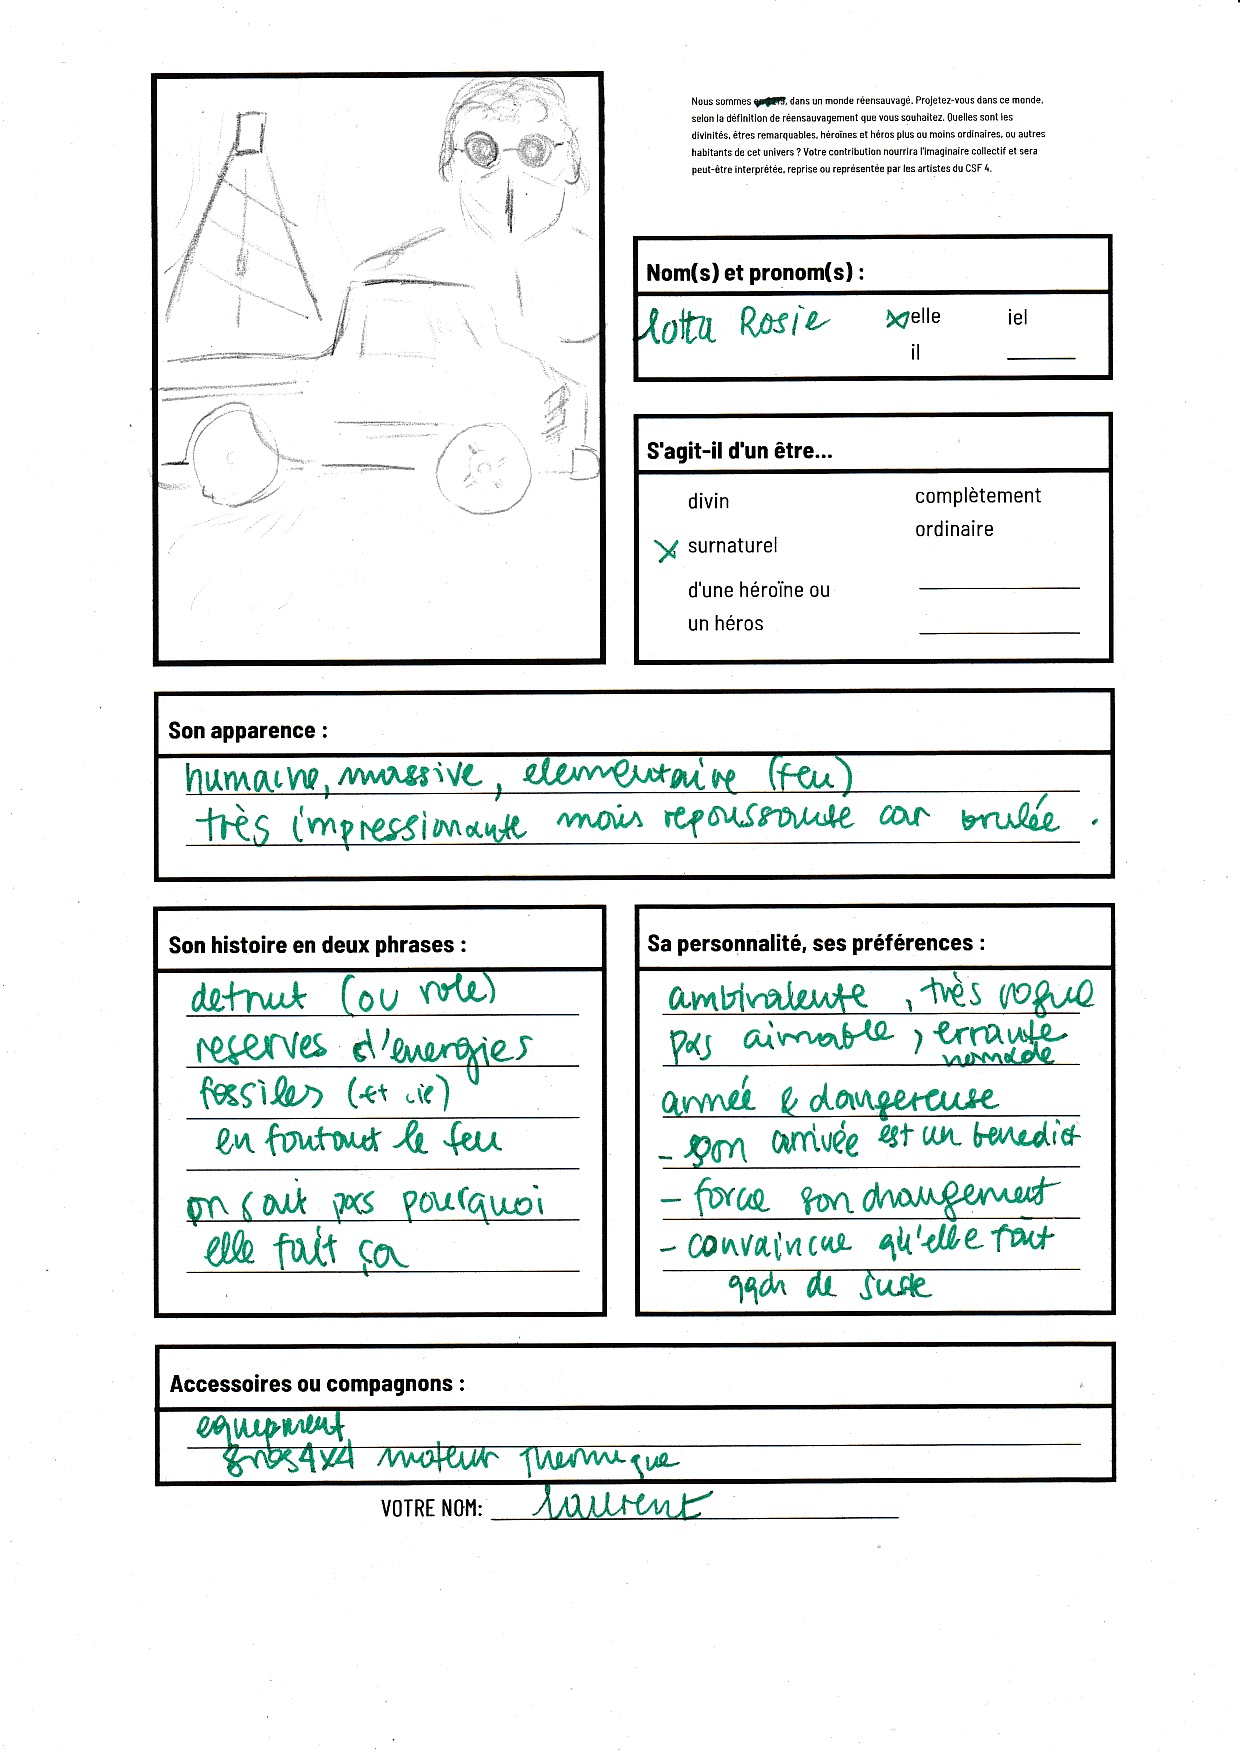 Nous sommes , dans un monde réensauvagé. Projetez-vous dans ce monde,
selon la définition de réensauvagement que vous souhaitez. Quelles sont les
divinités, êtres remarquables, héroïnes et héros plus ou moins ordinaires, ou autres
habitants de cet univers ? Votre contribution nourrira l'imaginaire collectif et sera
peut-être interprétée, reprise ou représentée par les artistes du CSF 4.
Nom(s) et pronom(s) :
lotta Rosie
x elle
iel
il
S'agit-il d'un être...
divin
complètement
ordinaire
x surnaturel
d'une héroïne ou
un héros
Son apparence :
humaine, massive, elementaire (feu)
très impressionnante mais repoussante car brulée.
Son histoire en deux phrases :
detruit (ou vole)
reserves d'energies
fossiles (et cie)
en foutant le feu
on sait pas pourquoi
elle fait ça
Sa personnalité, ses préférences :
ambivalente, très rogue
pas aimable, errante
nomade
armée & dangereuse
- son arrivée est un benedict
- force son changement
- convaincue qu'elle fait
qqch de juste
Accessoires ou compagnons :
equipment
gros 4x4 moteur thermique
VOTRE NOM: Laurent